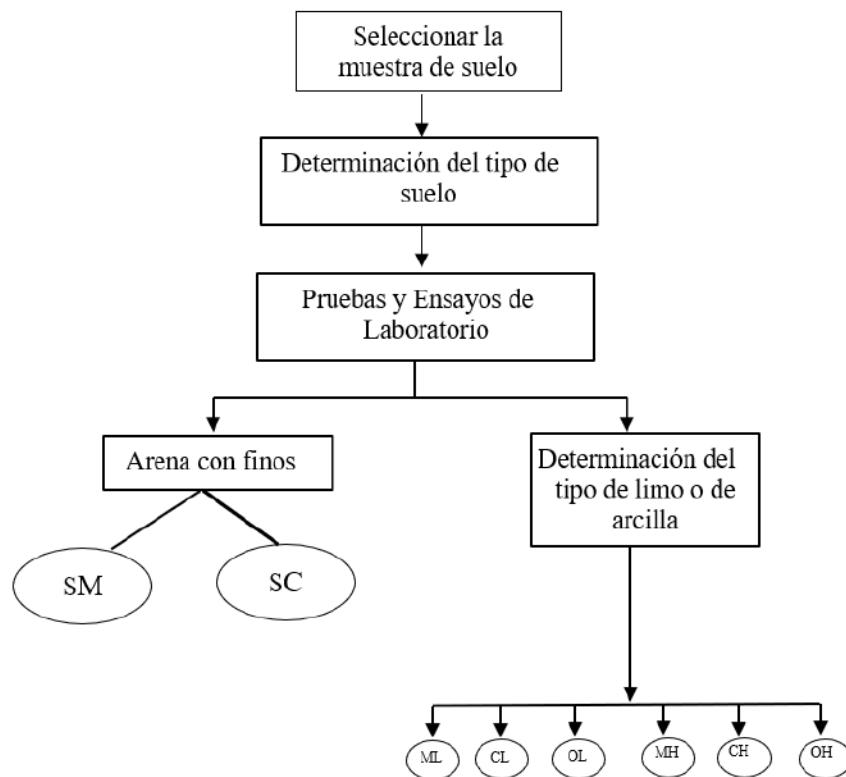 Seleccionar la
muestra de suelo
Determinación del tipo de
suelo
Pruebas y Ensayos de
Laboratorio
Arena con finos
Determinación del
tipo de limo o de
arcilla
SM
SC
ML
CL
OL
MH
CH
OH